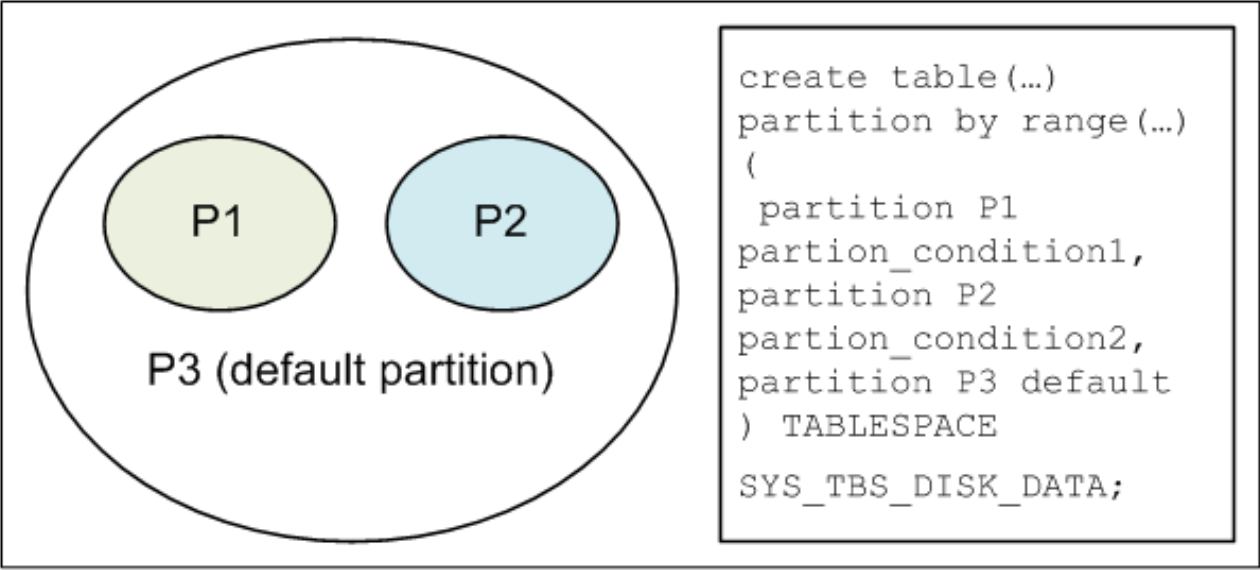 P1
P2
P3 (default partition)
create table(…)
partition by range(…)
(
partition P1
partion_condition1,
partition P2
partion_condition2,
partition P3 default
) TABLESPACE
SYS_TBS_DISK_DATA;